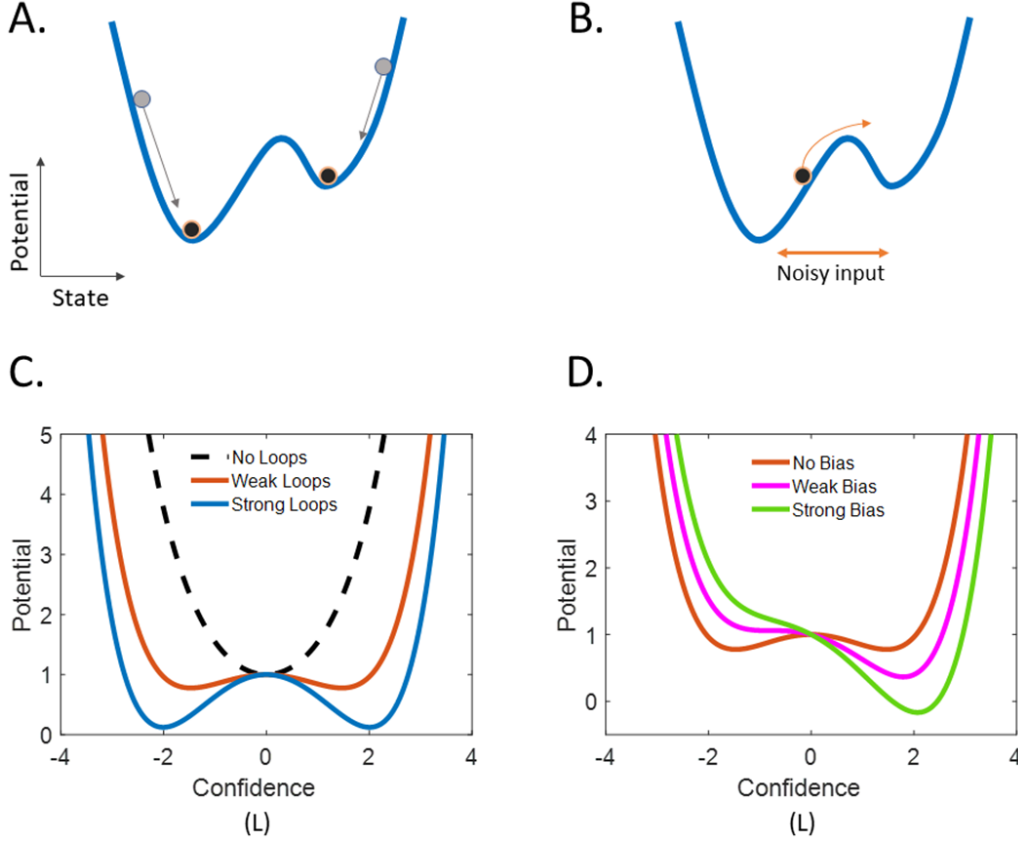 A.
B.
Potential
State
Noisy input
C.
D.
5
4
3
2
1
0
Potential
No Loops
Weak Loops
Strong Loops
-4
-2
0
2
4
Confidence
(L)
4
3
2
1
0
Potential
No Bias
Weak Bias
Strong Bias
-4
-2
0
2
4
Confidence
(L)